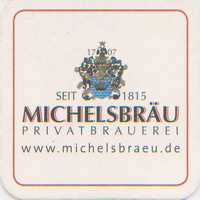 17 07
SEIT 1815
MICHELSBRÄU
PRIVATBRAUEREI
www.michelsbraeu.de